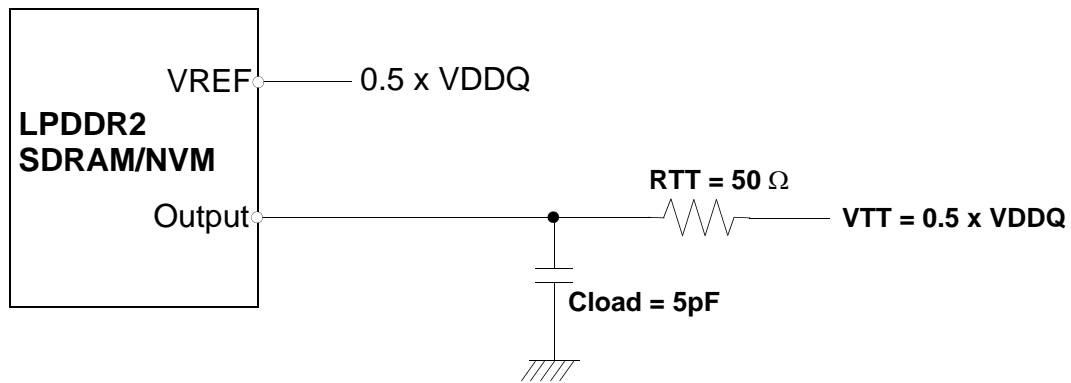 VREF
0.5 x VDDQ
LPDDR2
SDRAM/NVM
RTT = 50 Ω
Output
VTT = 0.5 x VDDQ
Cload = 5pF